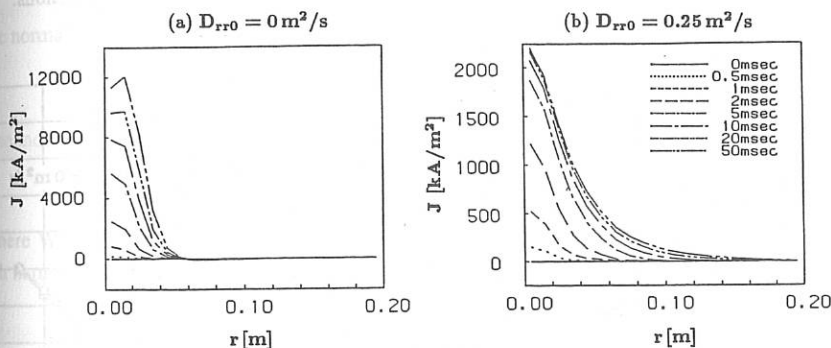 (a) D_rr0 = 0 m²/s
J [kA/m²]
12000
8000
4000
0
0.00
0.10
0.20
r [m]
(b) D_rr0 = 0.25 m²/s
J [kA/m²]
2000
1500
1000
500
0
0.00
0.10
0.20
r [m]
0msec
0.5msec
1msec
2msec
5msec
10msec
20msec
50msec